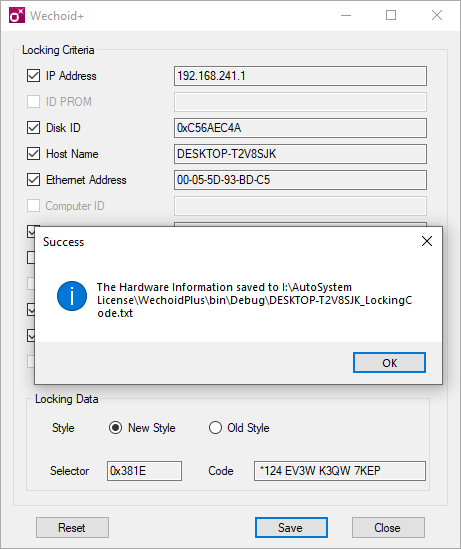 Wechoid+
Locking Criteria
IP Address 192.168.241.1
ID PROM
Disk ID 0xC56AEC4A
Host Name DESKTOP-T2V8SJK
Ethernet Address 00-05-5D-93-BD-C5
Computer ID
Success
The Hardware Information saved to I:\AutoSystem
License\WechoidPlus\bin\Debug\DESKTOP-T2V8SJK_LockingC
ode.txt
OK
Locking Data
Style New Style Old Style
Selector 0x381E Code *124 EV3W K3QW 7KEP
Reset Save Close